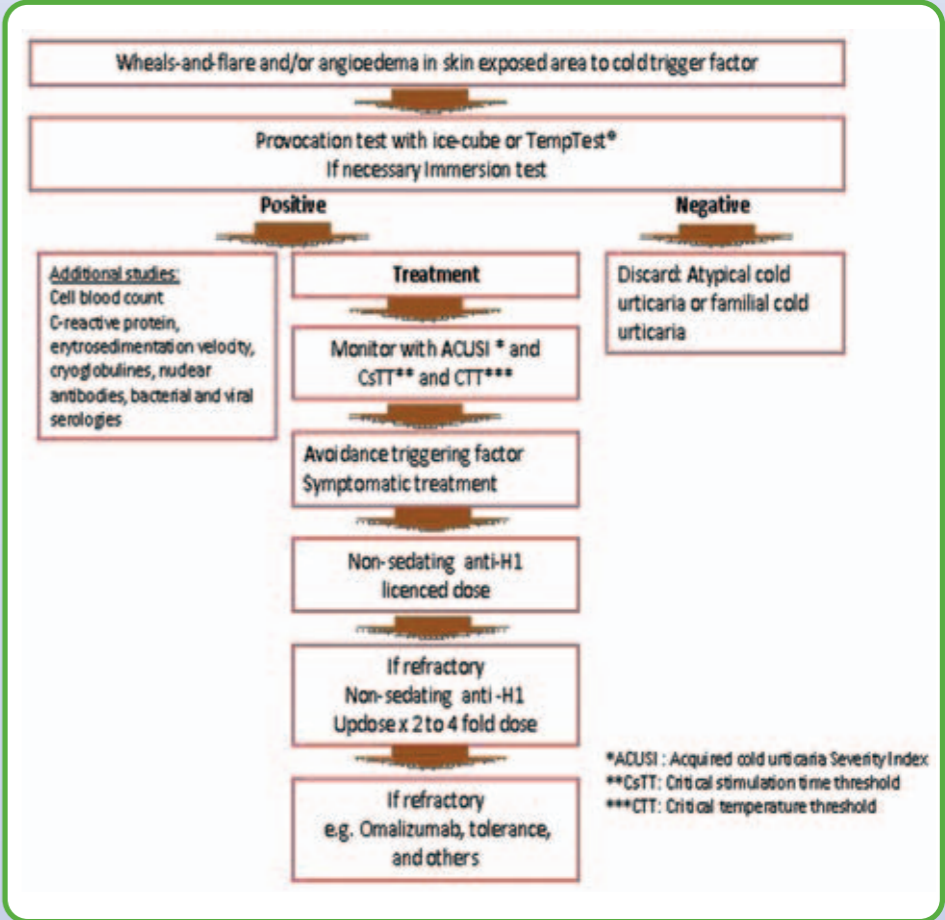 Wheals-and-flare and/or angioedema in skin exposed area to cold trigger factor
Provocation test with ice-cube or TempTest*
If necessary Immersion test
Positive
Negative
Additional studies:
Cell blood count
C-reactive protein,
erytrosedimentation velocity,
cryoglobulines, nuclear
antibodies, bacterial and viral
serologies
Treatment
Monitor with ACUSI * and
CsTT** and CTT***
Avoidance triggering factor
Symptomatic treatment
Non-sedating anti-H1
licenced dose
If refractory
Non-sedating anti -H1
Updose x 2 to 4 fold dose
If refractory
e.g. Omalizumab, tolerance,
and others
Discard: Atypical cold
urticaria or familial cold
urticaria
*ACUSI : Acquired cold urticaria Severity Index
**CsTT: Critical stimulation time threshold
***CTT: Critical temperature threshold